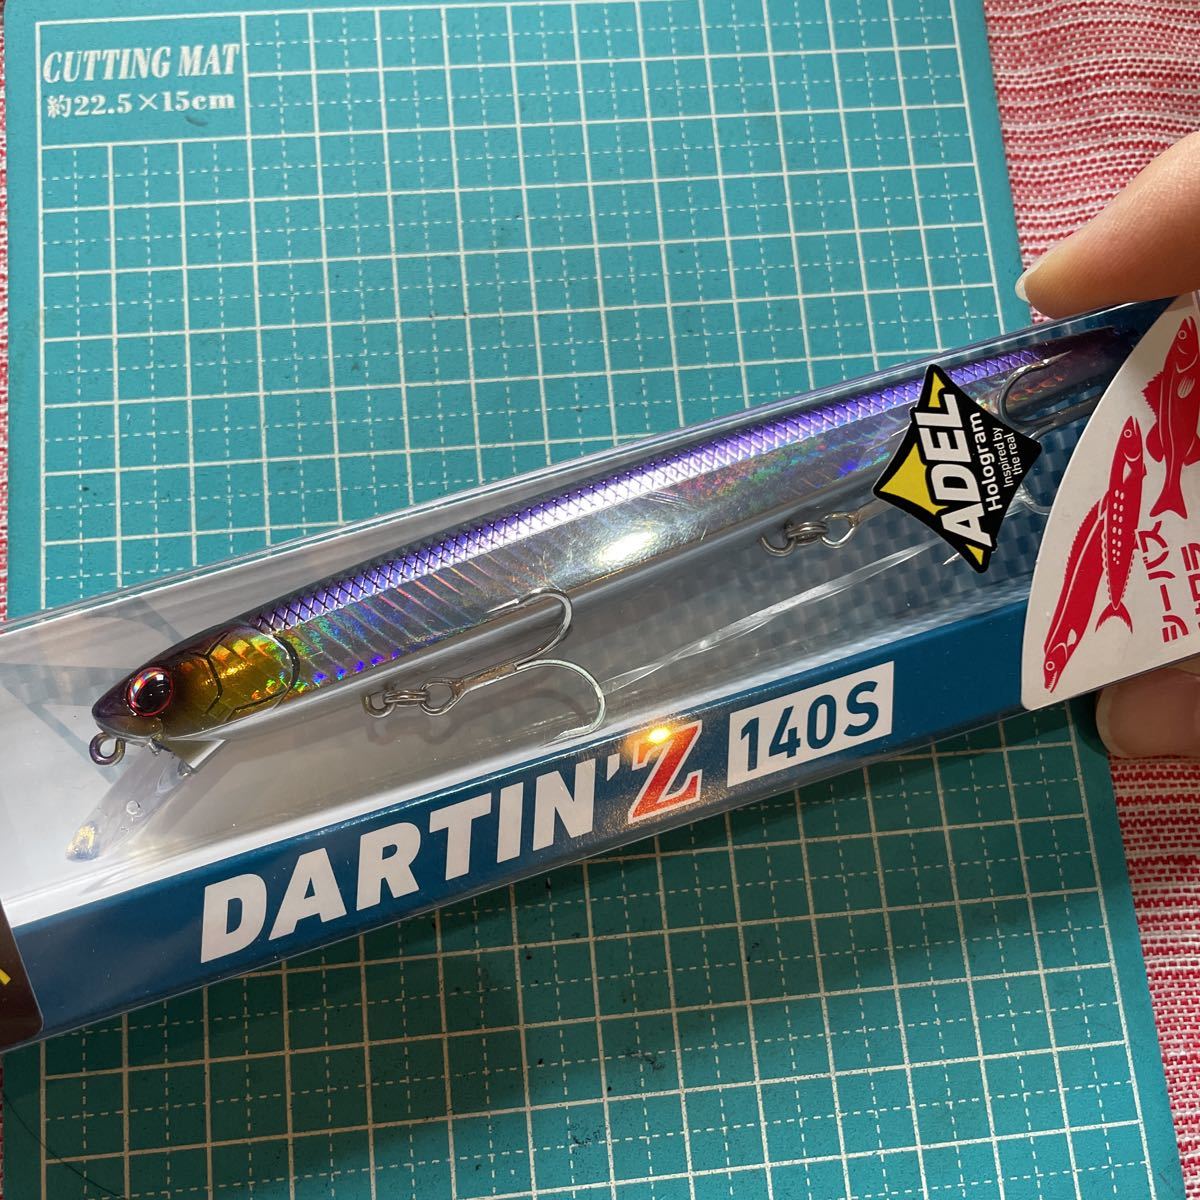 CUTTING MAT
約22.5×15cm
ADEL
Hologram
Inspired by
the real
シーバス
DARTIN'Z 140S